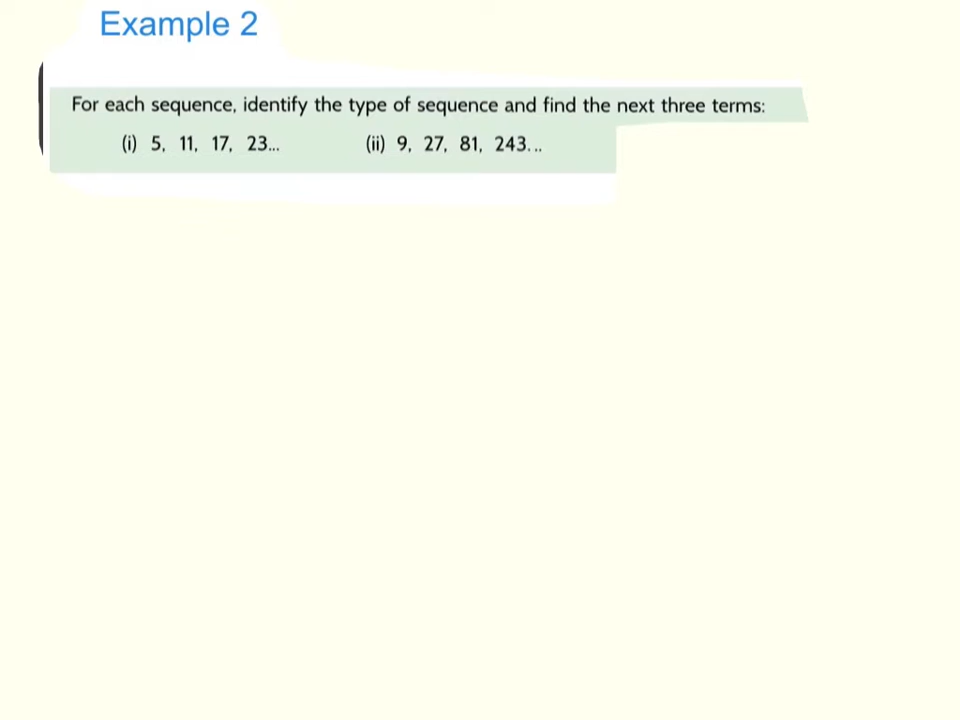 Example 2
For each sequence, identify the type of sequence and find the next three terms:
(i) 5, 11, 17, 23... (ii) 9, 27, 81, 243...